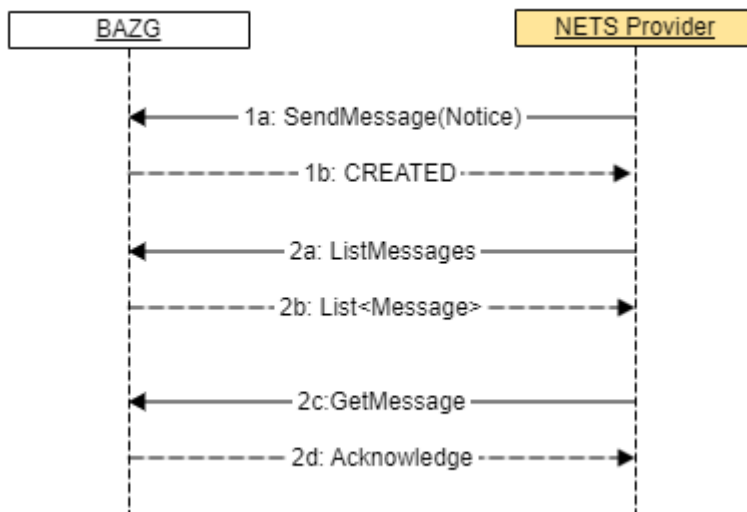 BAZG
NETS Provider
1a: SendMessage(Notice)
1b: CREATED
2a: ListMessages
2b: List<Message>
2c:GetMessage
2d: Acknowledge